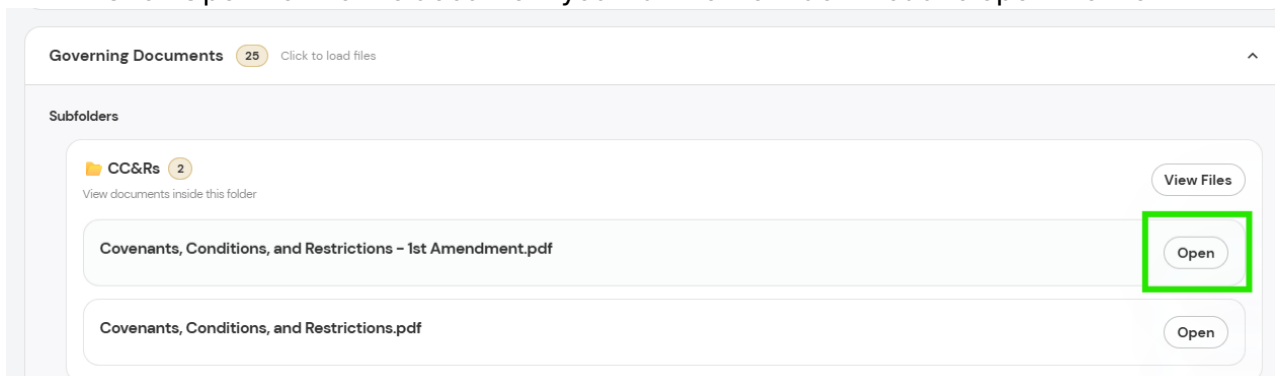 Governing Documents 25 Click to load files
Subfolders
CC&Rs 2
View documents inside this folder
View Files
Covenants, Conditions, and Restrictions - 1st Amendment.pdf
Open
Covenants, Conditions, and Restrictions.pdf
Open